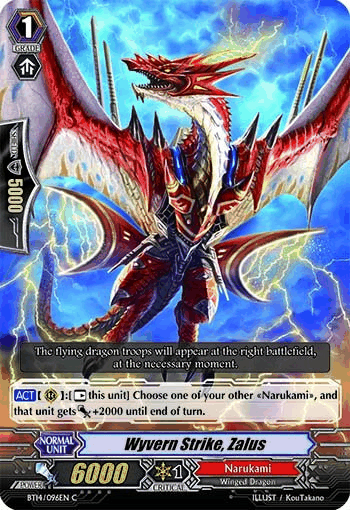 1
GRADE
SHIELD
5000
The flying dragon troops will appear at the right battlefield,
at the necessary moment.
ACT [ 1:[ this unit] Choose one of your other «Narukami», and
that unit gets +2000 until end of turn.
NORMAL
UNIT
Wyvern Strike, Zalus
POWER
6000
1
CRITICAL
Narukami
Winged Dragon
BT14/096EN C
ILLUST / KouTakano